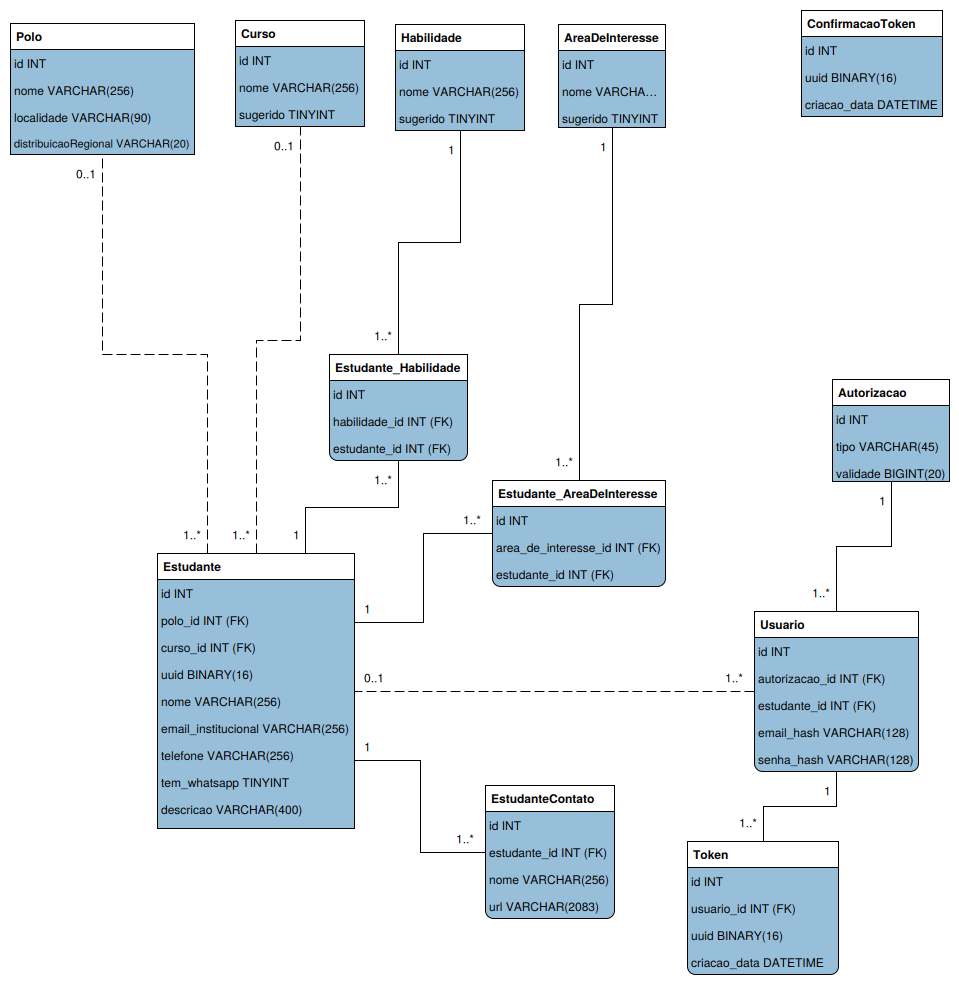 Polo
id INT
nome VARCHAR(256)
localidade VARCHAR(90)
distribuicaoRegional VARCHAR(20)
0..1
Curso
id INT
nome VARCHAR(256)
sugerido TINYINT
0..1
Habilidade
id INT
nome VARCHAR(256)
sugerido TINYINT
1
AreaDeInteresse
id INT
nome VARCHA...
sugerido TINYINT
1
ConfirmacaoToken
id INT
uuid BINARY(16)
criacao_data DATETIME
1..*
Estudante_Habilidade
id INT
habilidade_id INT (FK)
estudante_id INT (FK)
1..*
Autorizacao
id INT
tipo VARCHAR(45)
validade BIGINT(20)
1
1..*
Estudante_AreaDeInteresse
id INT
area_de_interesse_id INT (FK)
estudante_id INT (FK)
1..*
1..*
1..*
1
Estudante
id INT
polo_id INT (FK)
curso_id INT (FK)
uuid BINARY(16)
nome VARCHAR(256)
email_institucional VARCHAR(256)
telefone VARCHAR(256)
tem_whatsapp TINYINT
descricao VARCHAR(400)
1
0..1
1..*
1
1..*
Usuario
id INT
autorizacao_id INT (FK)
estudante_id INT (FK)
email_hash VARCHAR(128)
senha_hash VARCHAR(128)
1
1..*
EstudanteContato
id INT
estudante_id INT (FK)
nome VARCHAR(256)
url VARCHAR(2083)
1..*
Token
id INT
usuario_id INT (FK)
uuid BINARY(16)
criacao_data DATETIME